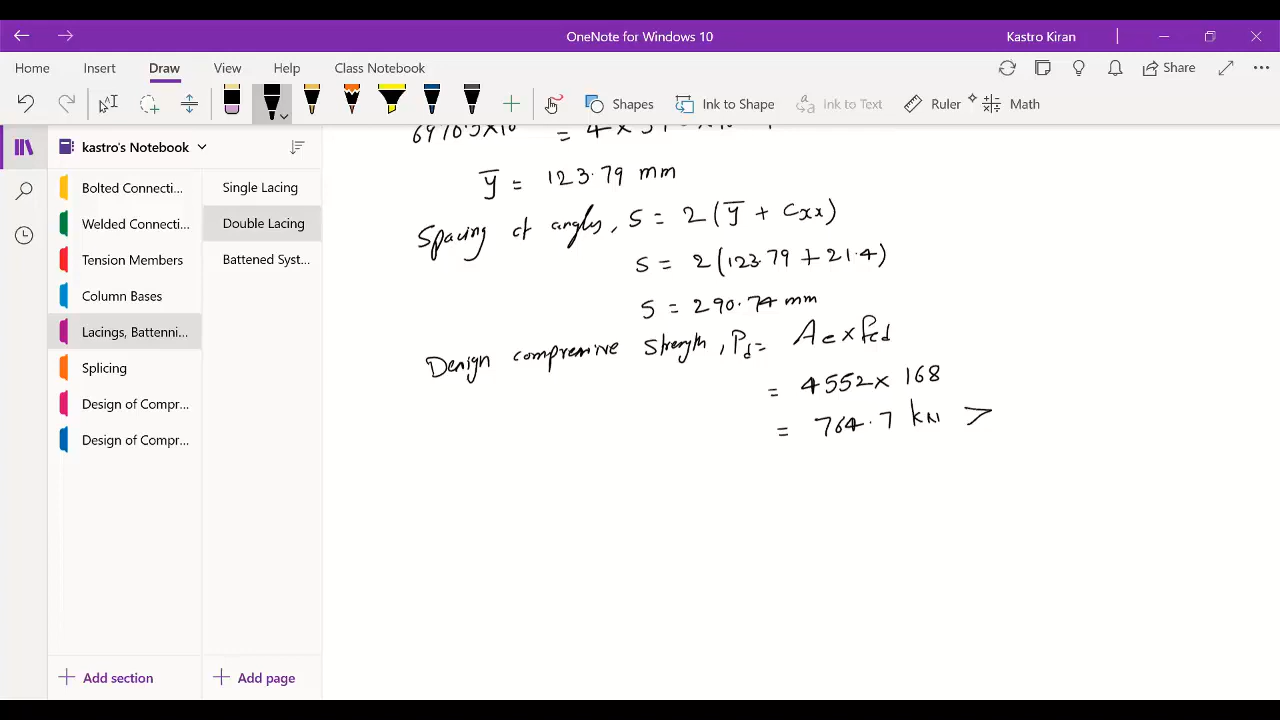 OneNote for Windows 10
Kastro Kiran
Home Insert Draw View Help Class Notebook
Share
Shapes Ink to Shape Ink to Text Ruler Math
kastro's Notebook
Bolted Connecti...
Welded Connecti...
Tension Members
Column Bases
Lacings, Battenni...
Splicing
Design of Compr...
Design of Compr...
Single Lacing
Double Lacing
Battened Syst...
Add section
Add page
ȳ = 123.79 mm
Spacing of angles, S = 2(ȳ + Cxx)
S = 2(123.79 + 21.4)
S = 290.74 mm
Design compressive strength, Pd = Ae x fcd
= 4552 x 168
= 764.7 kN >